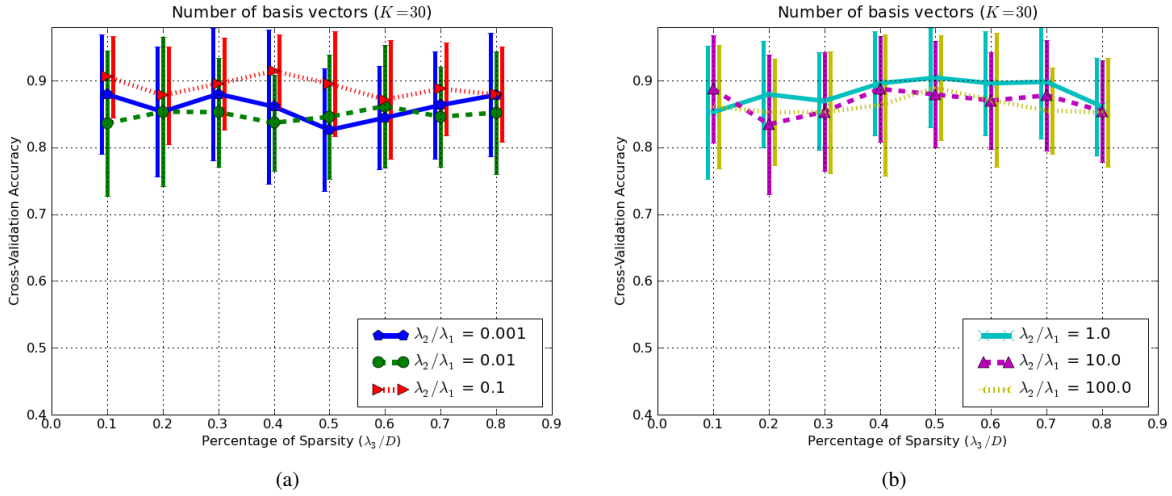 Number of basis vectors (K=30)
Cross-Validation Accuracy
0.9
0.8
0.7
0.6
0.5
0.4
0.0 0.1 0.2 0.3 0.4 0.5 0.6 0.7 0.8 0.9
Percentage of Sparsity (λ₃/D)
λ₂/λ₁ = 0.001
λ₂/λ₁ = 0.01
λ₂/λ₁ = 0.1
(a)
Number of basis vectors (K=30)
Cross-Validation Accuracy
0.9
0.8
0.7
0.6
0.5
0.4
0.0 0.1 0.2 0.3 0.4 0.5 0.6 0.7 0.8 0.9
Percentage of Sparsity (λ₃/D)
λ₂/λ₁ = 1.0
λ₂/λ₁ = 10.0
λ₂/λ₁ = 100.0
(b)